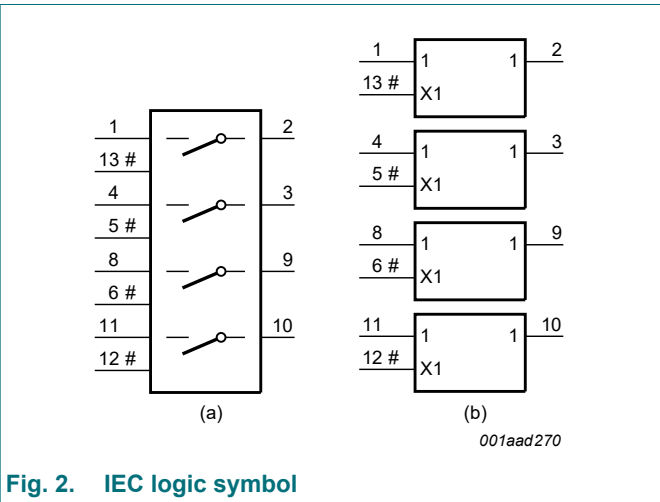 1 2
13 #
4 3
5 #
8 9
6 #
11 10
12 #
(a)
1 1 1 2
13 # X1
4 1 1 3
5 # X1
8 1 1 9
6 # X1
11 1 1 10
12 # X1
(b)
001aad270
Fig. 2. IEC logic symbol